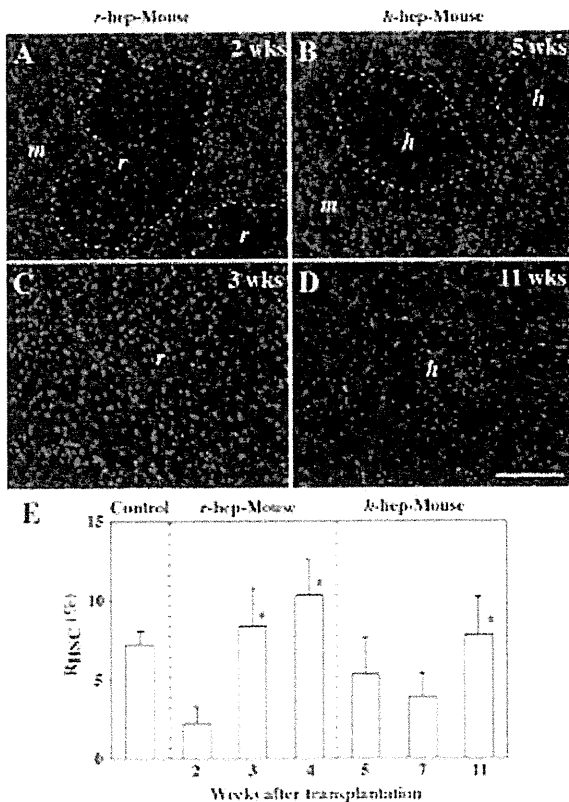 r-hep-Mouse h-hep-Mouse
A 2 wks B 5 wks
h
m r h
m
r
C 3 wks D 11 wks
r h
E Control r-hep-Mouse h-hep-Mouse
15
10
5
0
RHSC (%)
* * *
2 3 4 5 7 11
Weeks after transplantation